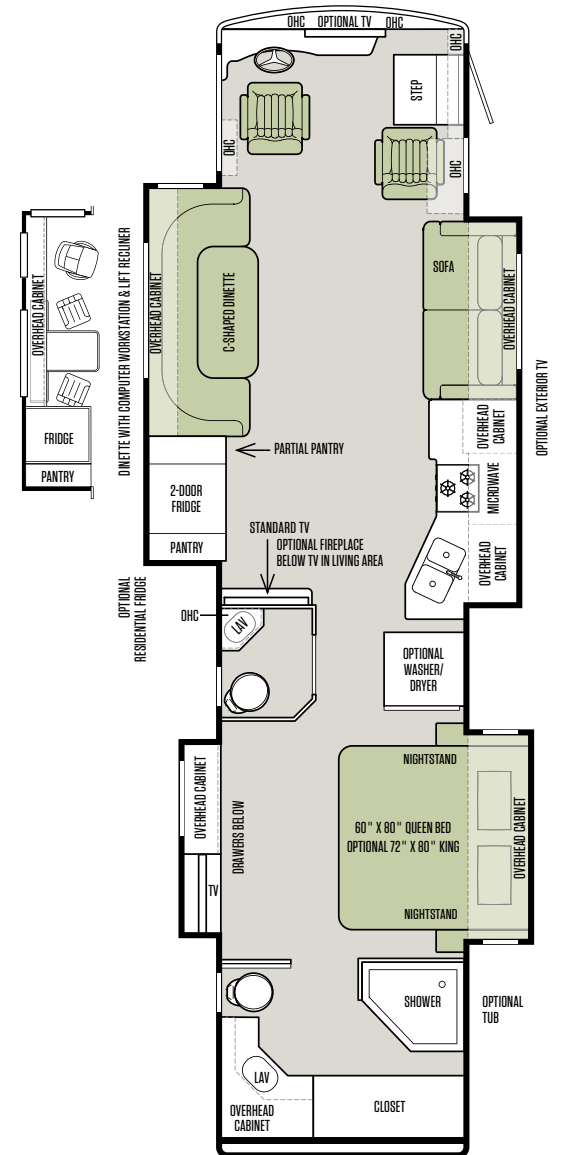 OHC OPTIONAL TV OHC
OHC
STEP
OHC
OHC
OVERHEAD CABINET
FRIDGE
PANTRY
DINETTE WITH COMPUTER WORKSTATION & LIFT RECLINER
OVERHEAD CABINET
C-SHAPED DINETTE
SOFA
OVERHEAD CABINET
OPTIONAL EXTERIOR TV
PARTIAL PANTRY
OVERHEAD
CABINET
MICROWAVE
2-DOOR
FRIDGE
PANTRY
STANDARD TV
OPTIONAL FIREPLACE
BELOW TV IN LIVING AREA
OVERHEAD
CABINET
OPTIONAL
RESIDENTIAL FRIDGE
OHC
LAV
OPTIONAL
WASHER/
DRYER
OVERHEAD CABINET
TV
DRAWERS BELOW
NIGHTSTAND
60" X 80" QUEEN BED
OPTIONAL 72" X 80" KING
NIGHTSTAND
OVERHEAD CABINET
SHOWER
OPTIONAL
TUB
LAV
OVERHEAD
CABINET
CLOSET